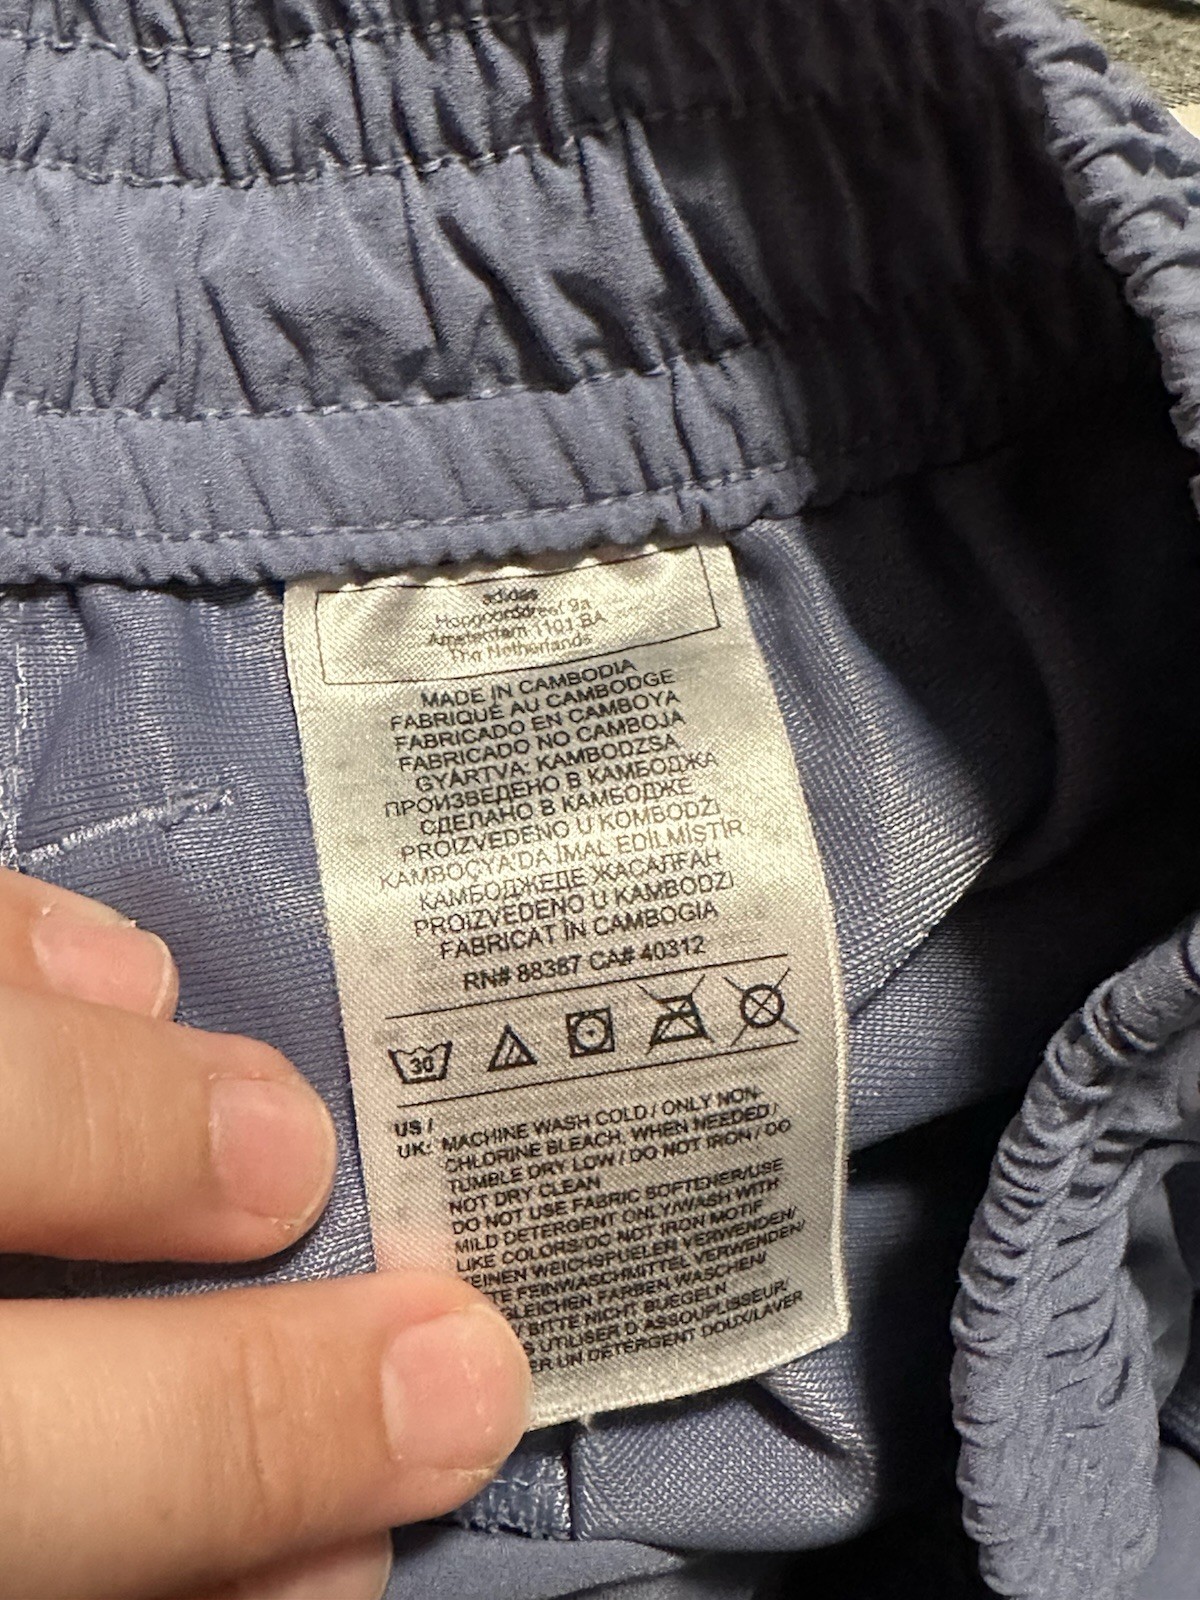 adidas
Hoogoorddreef 9a
Amsterdam 1101 BA
The Netherlands
MADE IN CAMBODIA
FABRIQUÉ AU CAMBODGE
FABRICADO EN CAMBOYA
FABRICADO NO CAMBOJA
GYÁRTVA: KAMBODZSA
ПРОИЗВЕДЕНО В КАМБОДЖА
СДЕЛАНО В КАМБОДЖЕ
PROIZVEDENO U KOMBODŽI
KAMBOÇYA'DA İMAL EDİLMİŞTİR
КАМБОДЖЕДЕ ЖАСАЛҒАН
PROIZVEDENO U KAMBODZI
FABRICAT ÎN CAMBOGIA
RN# 88387 CA# 40312
30
US /
UK: MACHINE WASH COLD / ONLY NON-
CHLORINE BLEACH, WHEN NEEDED /
TUMBLE DRY LOW / DO NOT IRON / DO
NOT DRY CLEAN
DO NOT USE FABRIC SOFTENER/USE
MILD DETERGENT ONLY/WASH WITH
LIKE COLORS/DO NOT IRON MOTIF
EINEN WEICHSPUELER VERWENDEN/
TE FEINWASCHMITTEL VERWENDEN/
GLEICHEN FARBEN WASCHEN/
/ BITTE NICHT BUEGELN
S UTILISER D ASSOUPLISSEUR/
ER UN DETERGENT DOUX/LAVER